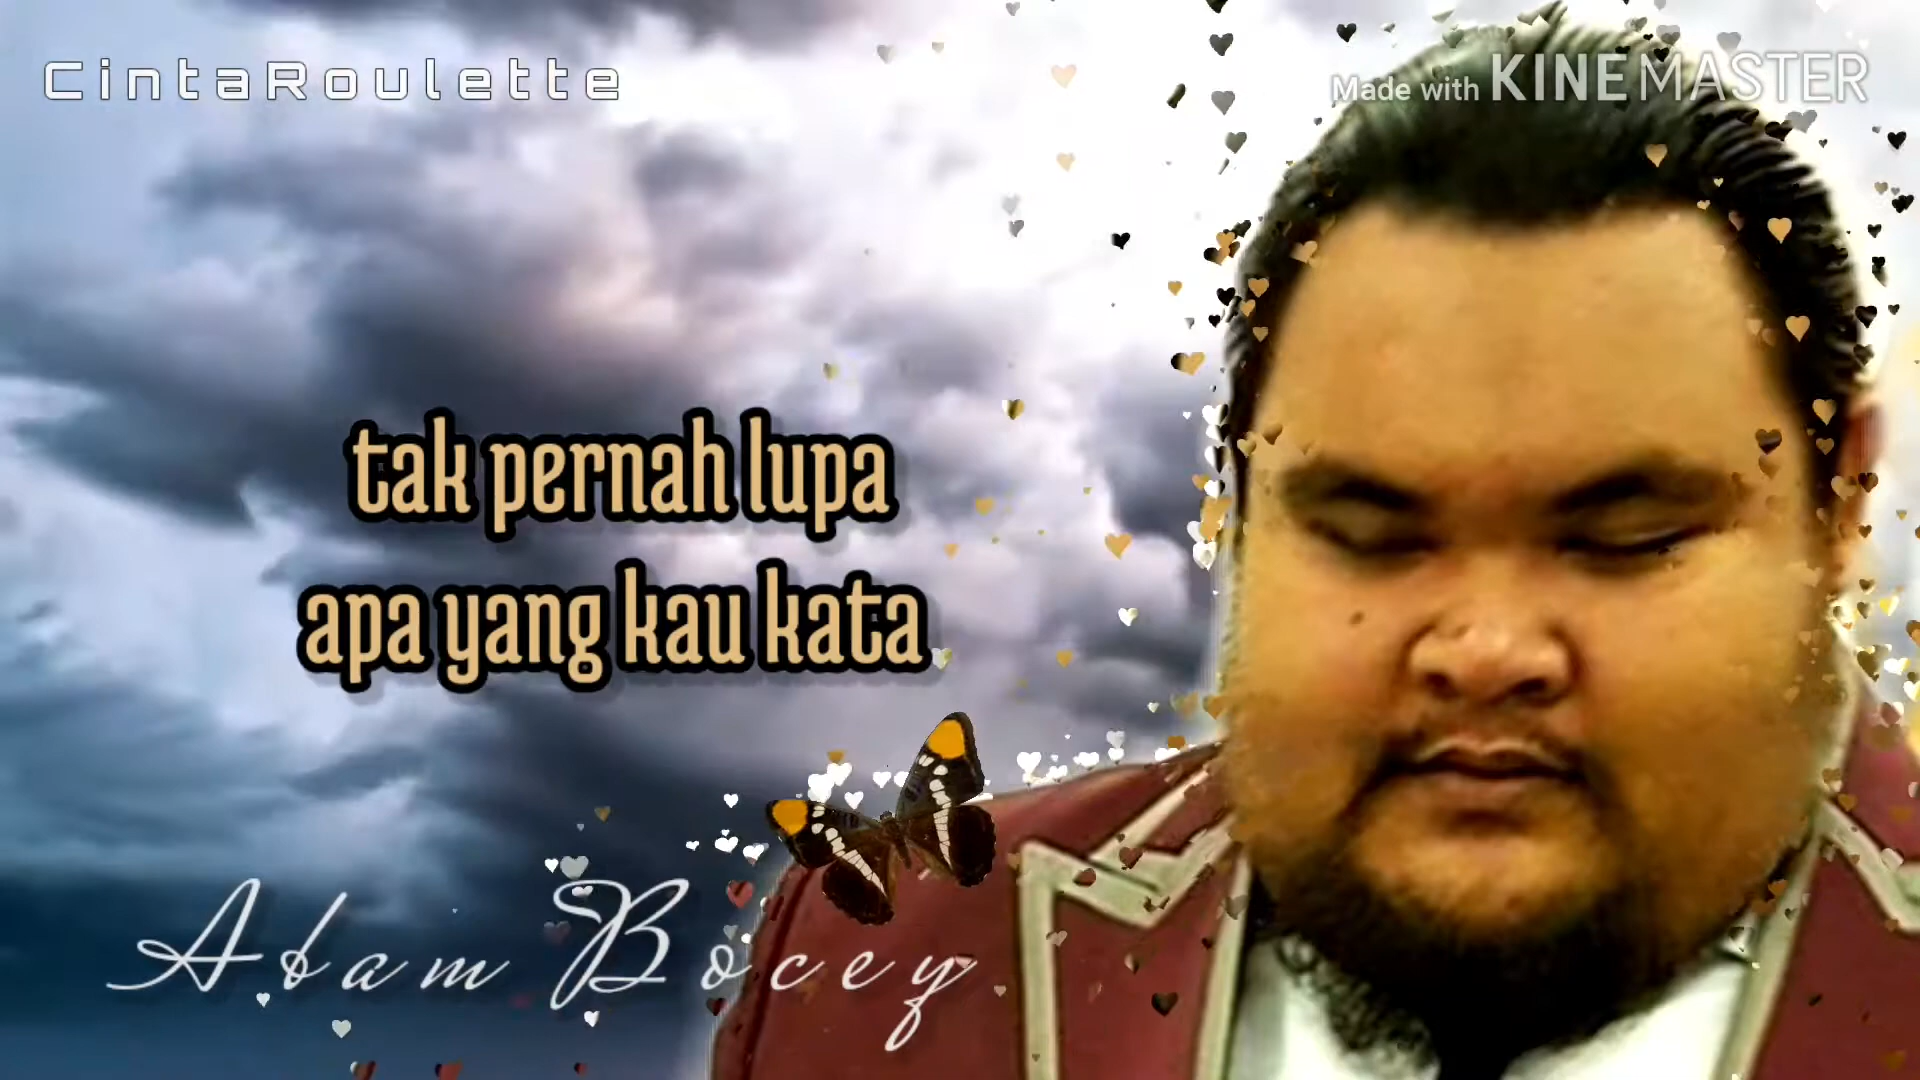 CintaRoulette
Made with KINEMASTER
tak pernah lupa
apa yang kau kata
Abam Bocey